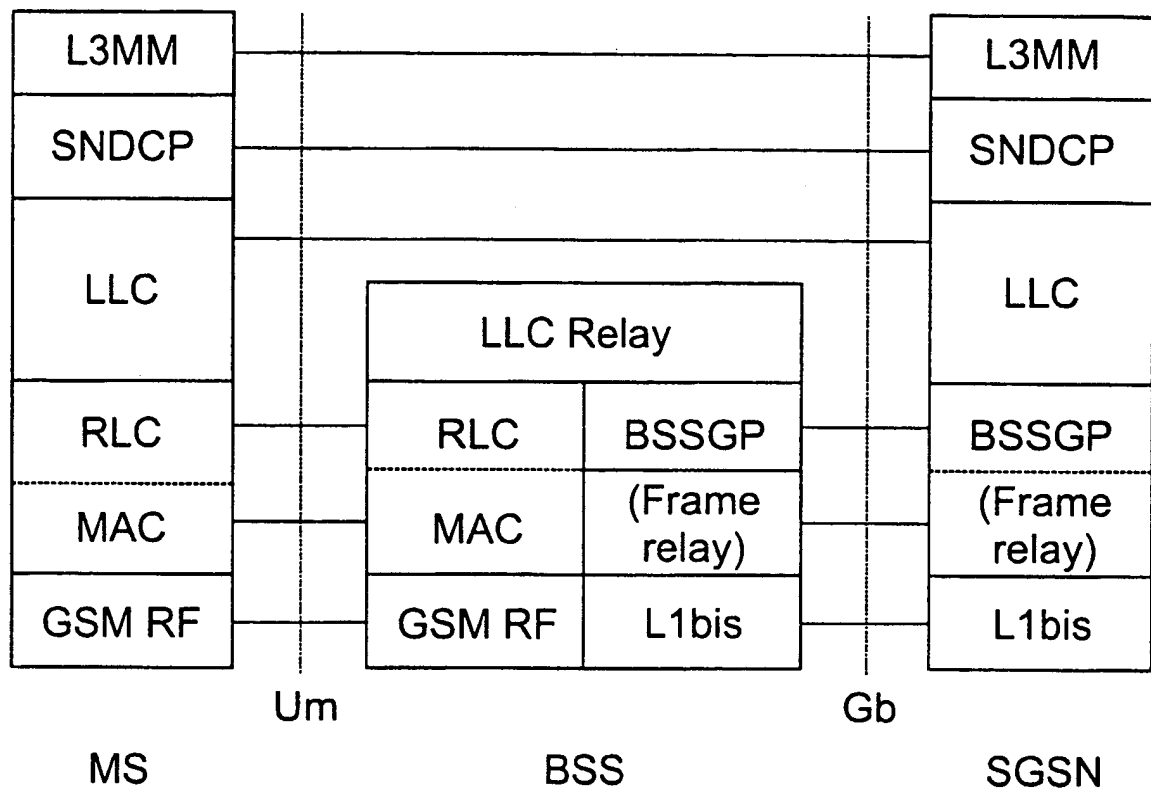 L3MM
L3MM
SNDCP
SNDCP
LLC
LLC
LLC Relay
RLC
RLC
BSSGP
BSSGP
MAC
MAC
(Frame
relay)
(Frame
relay)
GSM RF
GSM RF
L1bis
L1bis
Um
Gb
MS
BSS
SGSN